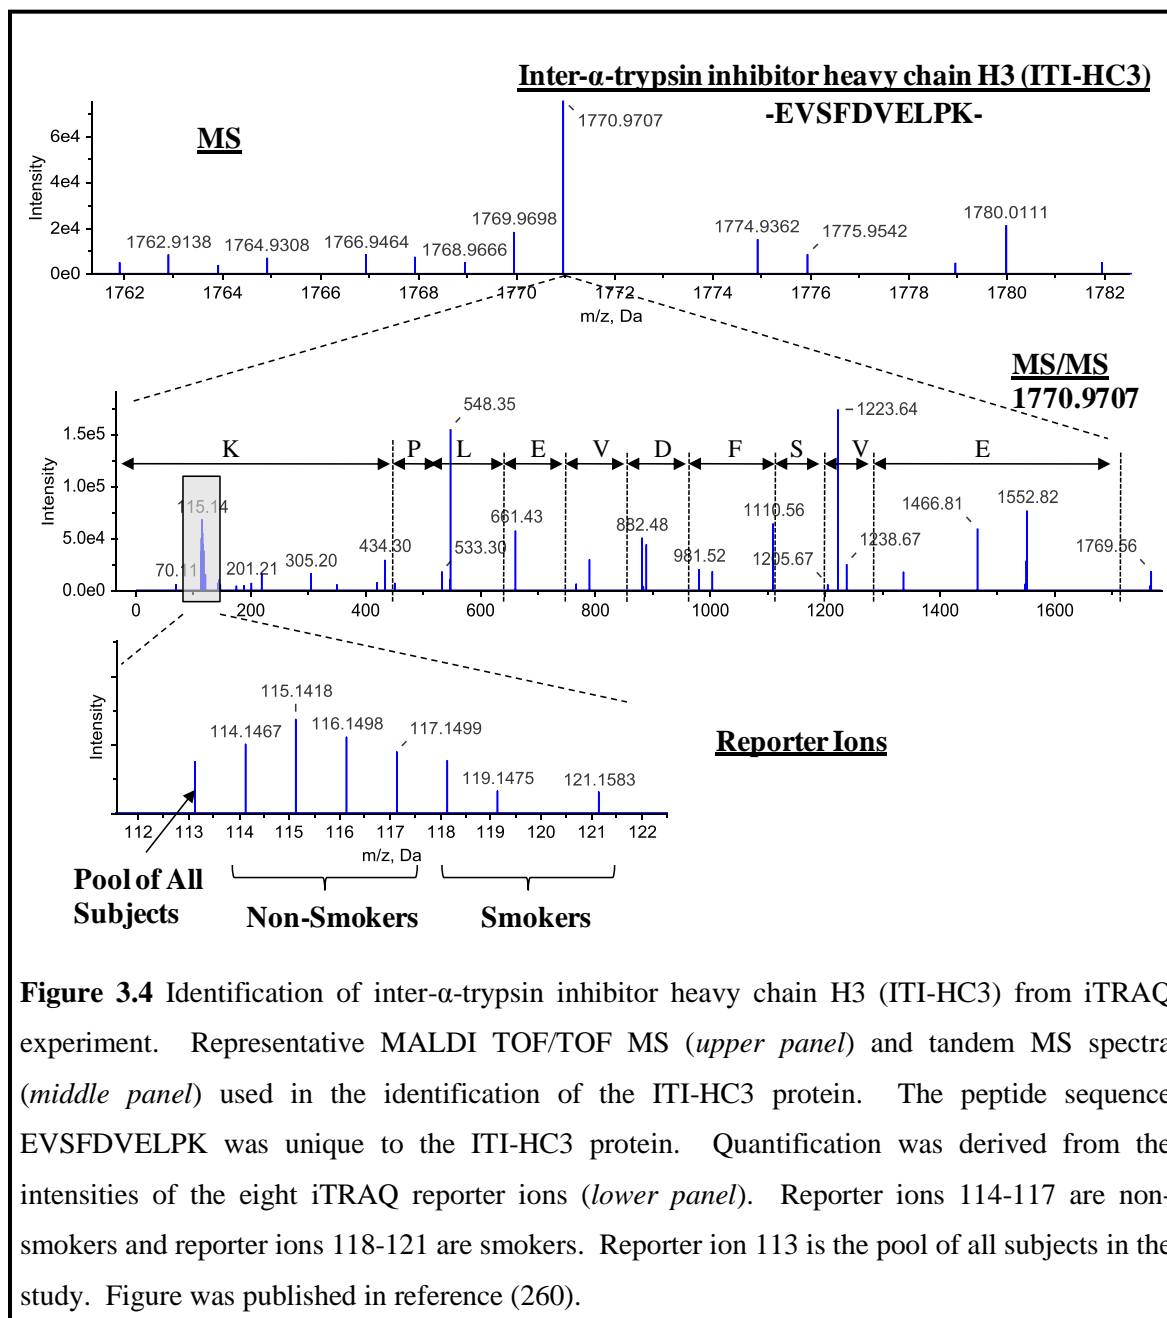 Inter-α-trypsin inhibitor heavy chain H3 (ITI-HC3)
-EVSFDVELPK-
MS
1770.9707
6e4
4e4
2e4
0e0
Intensity
1762.9138
1764.9308
1766.9464
1768.9666
1769.9698
1774.9362
1775.9542
1780.0111
1762 1764 1766 1768 1770 1772 1774 1776 1778 1780 1782
m/z, Da
MS/MS
1770.9707
548.35
1223.64
1.5e5
1.0e5
5.0e4
0.0e0
Intensity
K P L E V D F S V E
115.14
70.11
201.21
305.20
434.30
533.30
661.43
882.48
981.52
1110.56
1205.67
1238.67
1466.81
1552.82
1769.56
0 200 400 600 800 1000 1200 1400 1600
Intensity
114.1467
115.1418
116.1498
117.1499
119.1475
121.1583
Reporter Ions
112 113 114 115 116 117 118 119 120 121 122
m/z, Da
Pool of All
Subjects
Non-Smokers
Smokers
Figure 3.4 Identification of inter-α-trypsin inhibitor heavy chain H3 (ITI-HC3) from iTRAQ
experiment. Representative MALDI TOF/TOF MS (upper panel) and tandem MS spectra
(middle panel) used in the identification of the ITI-HC3 protein. The peptide sequence
EVSFDVELPK was unique to the ITI-HC3 protein. Quantification was derived from the
intensities of the eight iTRAQ reporter ions (lower panel). Reporter ions 114-117 are non-
smokers and reporter ions 118-121 are smokers. Reporter ion 113 is the pool of all subjects in the
study. Figure was published in reference (260).